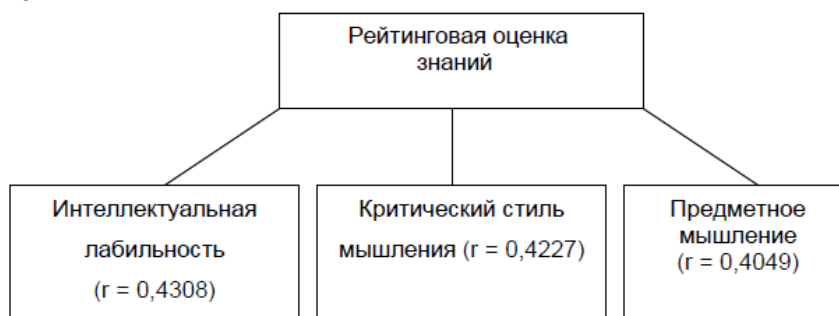 Рейтинговая оценка
знаний
Интеллектуальная
лабильность
(r = 0,4308)
Критический стиль
мышления (r = 0,4227)
Предметное
мышление
(r = 0,4049)